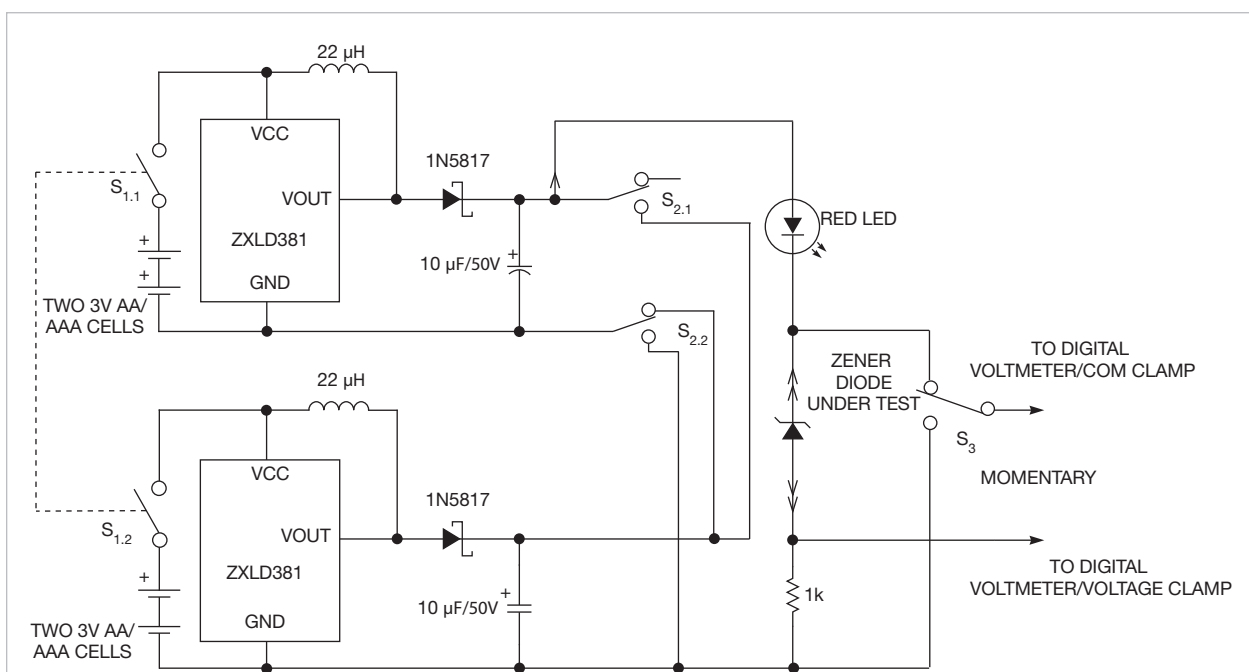 22 µH
VCC
S1.1
1N5817
VOUT
S2.1
ZXLD381
RED LED
+
+
10 µF/50V
+
GND
TWO 3V AA/
AAA CELLS
S2.2
22 µH
ZENER
DIODE
UNDER TEST
TO DIGITAL
VOLTMETER/COM CLAMP
S3
VCC
MOMENTARY
1N5817
S1.2
VOUT
ZXLD381
TO DIGITAL
VOLTMETER/VOLTAGE CLAMP
+
10 µF/50V
+
1k
GND
TWO 3V AA/
AAA CELLS